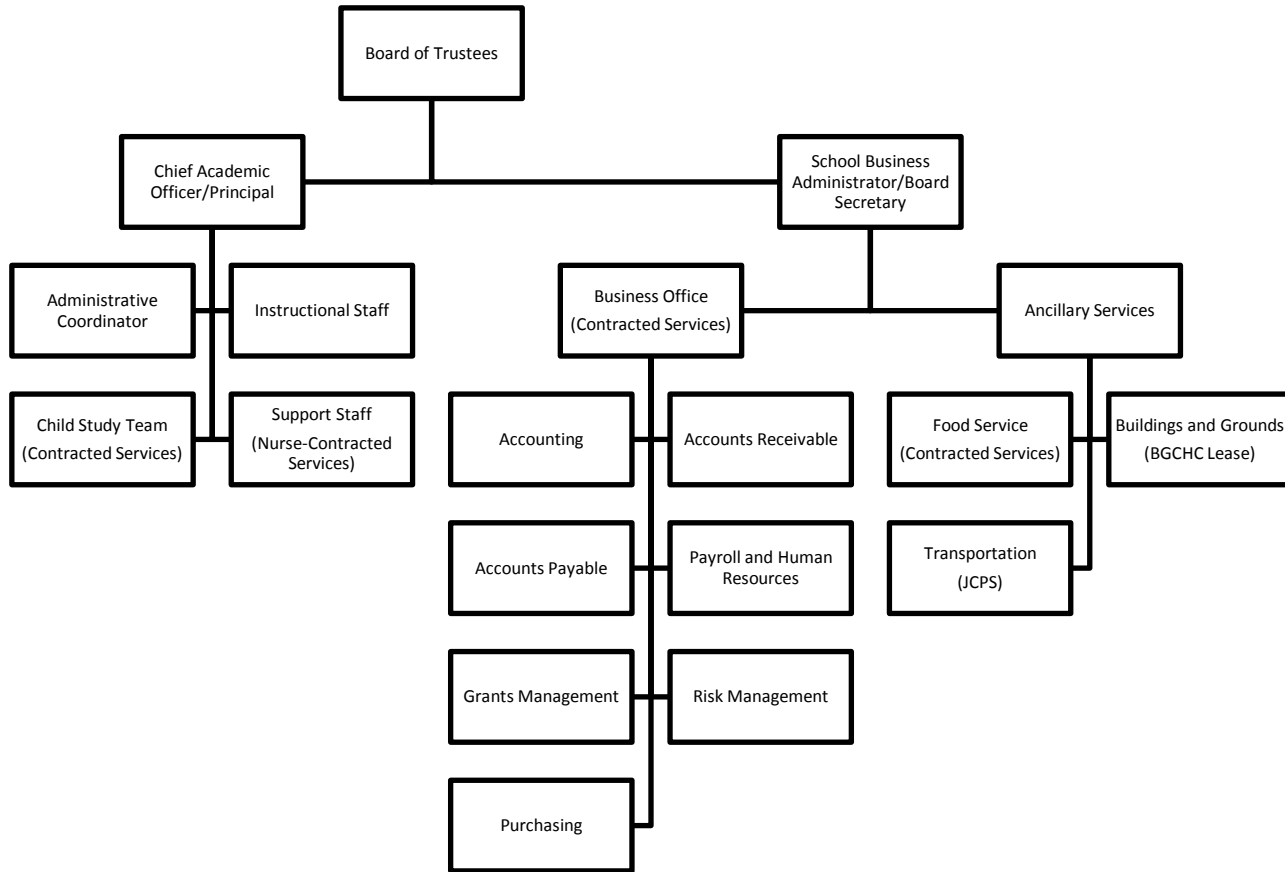 Board of Trustees
Chief Academic
Officer/Principal
School Business
Administrator/Board
Secretary
Administrative
Coordinator
Instructional Staff
Business Office
(Contracted Services)
Ancillary Services
Child Study Team
(Contracted Services)
Support Staff
(Nurse-Contracted
Services)
Accounting
Accounts Receivable
Food Service
(Contracted Services)
Buildings and Grounds
(BGCHC Lease)
Accounts Payable
Payroll and Human
Resources
Transportation
(JCPS)
Grants Management
Risk Management
Purchasing